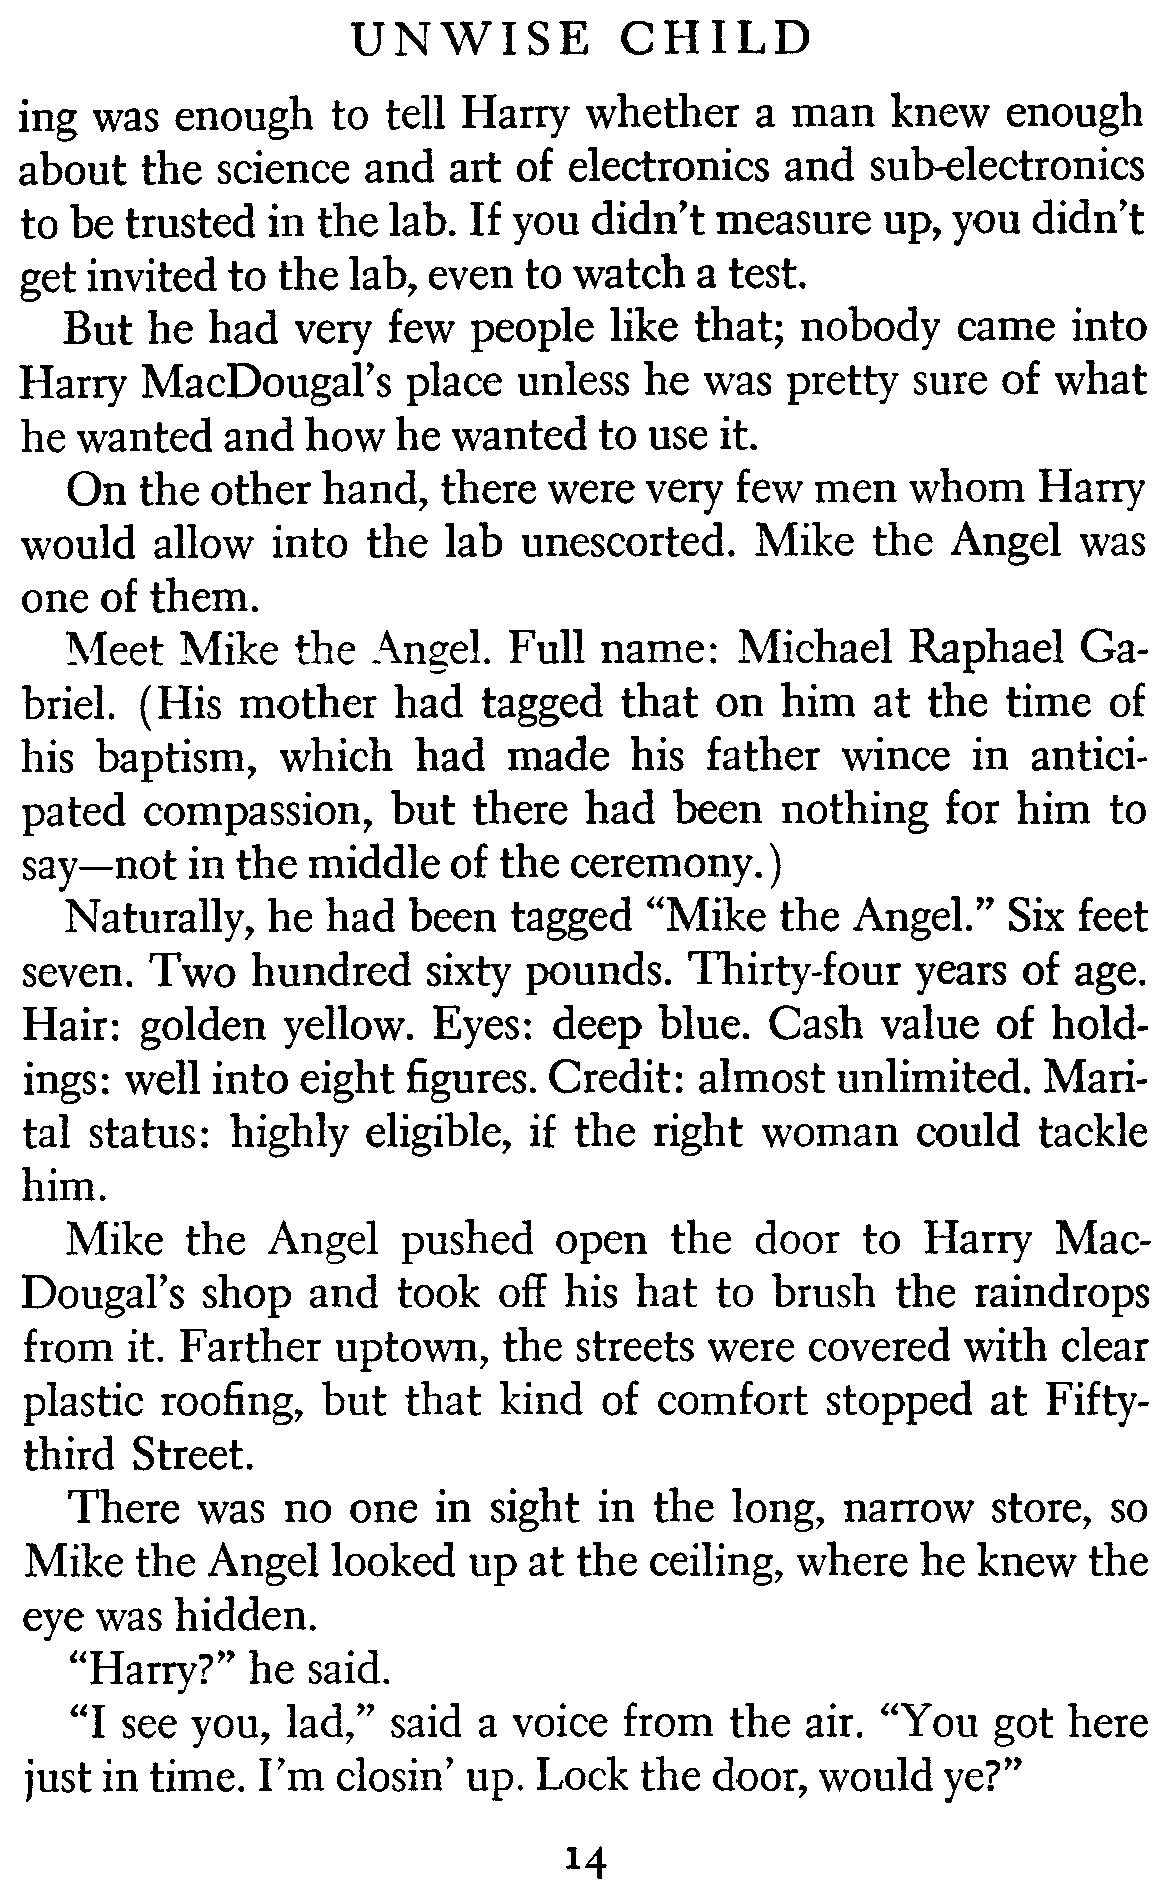 UNWISE CHILD
ing was enough to tell Harry whether a man knew enough
about the science and art of electronics and sub-electronics
to be trusted in the lab. If you didn't measure up, you didn't
get invited to the lab, even to watch a test.
But he had very few people like that; nobody came into
Harry MacDougal's place unless he was pretty sure of what
he wanted and how he wanted to use it.
On the other hand, there were very few men whom Harry
would allow into the lab unescorted. Mike the Angel was
one of them.
Meet Mike the Angel. Full name: Michael Raphael Ga-
briel. (His mother had tagged that on him at the time of
his baptism, which had made his father wince in antici-
pated compassion, but there had been nothing for him to
say—not in the middle of the ceremony.)
Naturally, he had been tagged “Mike the Angel.” Six feet
seven. Two hundred sixty pounds. Thirty-four years of age.
Hair: golden yellow. Eyes: deep blue. Cash value of hold-
ings: well into eight figures. Credit: almost unlimited. Mari-
tal status: highly eligible, if the right woman could tackle
him.
Mike the Angel pushed open the door to Harry Mac-
Dougal's shop and took off his hat to brush the raindrops
from it. Farther uptown, the streets were covered with clear
plastic roofing, but that kind of comfort stopped at Fifty-
third Street.
There was no one in sight in the long, narrow store, so
Mike the Angel looked up at the ceiling, where he knew the
eye was hidden.
“Harry?” he said.
“I see you, lad,” said a voice from the air. “You got here
just in time. I'm closin' up. Lock the door, would ye?”
14